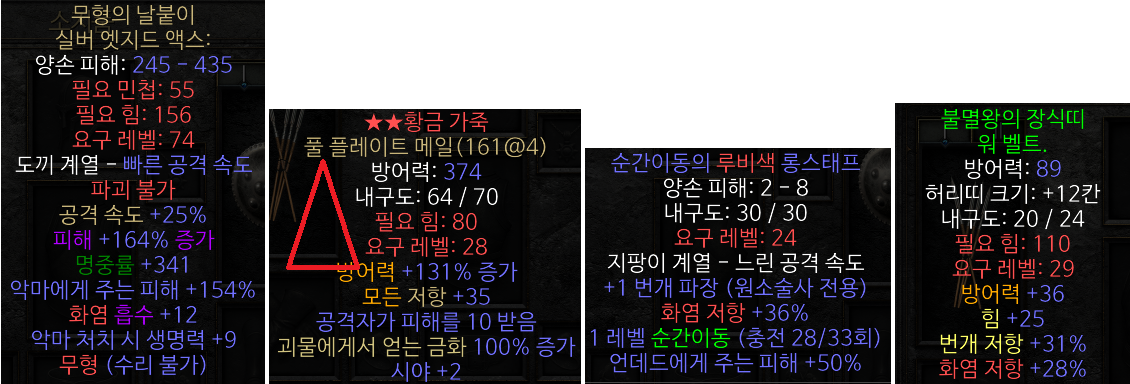 무형의 날붙이
실버 엣지드 액스:
양손 피해: 245 - 435
필요 민첩: 55
필요 힘: 156
요구 레벨: 74
도끼 계열 - 빠른 공격 속도
파괴 불가
공격 속도 +25%
피해 +164% 증가
명중률 +341
악마에게 주는 피해 +154%
화염 흡수 +12
악마 처치 시 생명력 +9
무형 (수리 불가)
★★황금 가죽
풀 플레이트 메일(161@4)
방어력: 374
내구도: 64 / 70
필요 힘: 80
요구 레벨: 28
방어력 +131% 증가
모든 저항 +35
공격자가 피해를 10 받음
괴물에게서 얻는 금화 100% 증가
시야 +2
순간이동의 루비색 롱스태프
양손 피해: 2 - 8
내구도: 30 / 30
요구 레벨: 24
지팡이 계열 - 느린 공격 속도
+1 번개 파장 (원소술사 전용)
화염 저항 +36%
1 레벨 순간이동 (충전 28/33회)
언데드에게 주는 피해 +50%
불멸왕의 장식띠
워 벨트.
방어력: 89
허리띠 크기: +12칸
내구도: 20 / 24
필요 힘: 110
요구 레벨: 29
방어력 +36
힘 +25
번개 저항 +31%
화염 저항 +28%